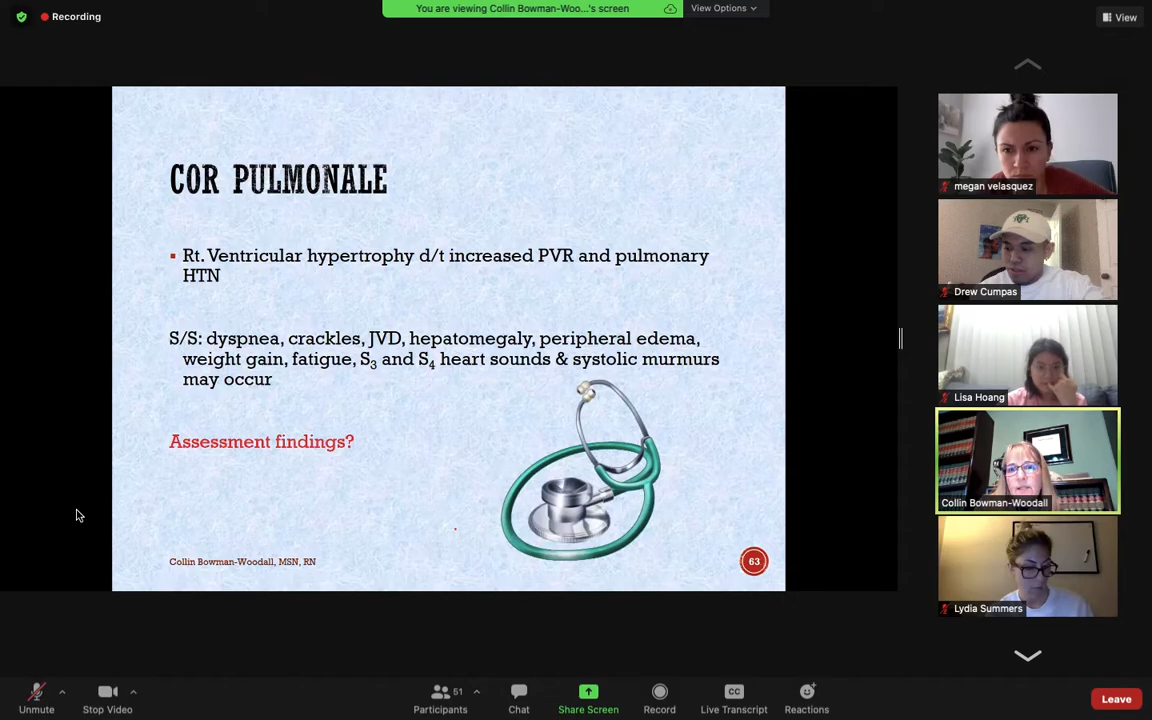 Recording
You are viewing Collin Bowman-Woo...'s screen
View Options
View
COR PULMONALE
▪ Rt. Ventricular hypertrophy d/t increased PVR and pulmonary
HTN
S/S: dyspnea, crackles, JVD, hepatomegaly, peripheral edema,
weight gain, fatigue, S3 and S4 heart sounds & systolic murmurs
may occur
Assessment findings?
Collin Bowman-Woodall, MSN, RN
63
megan velasquez
Drew Cumpas
Lisa Hoang
Collin Bowman-Woodall
Lydia Summers
Unmute
Stop Video
51
Participants
Chat
Share Screen
Record
CC
Live Transcript
Reactions
Leave